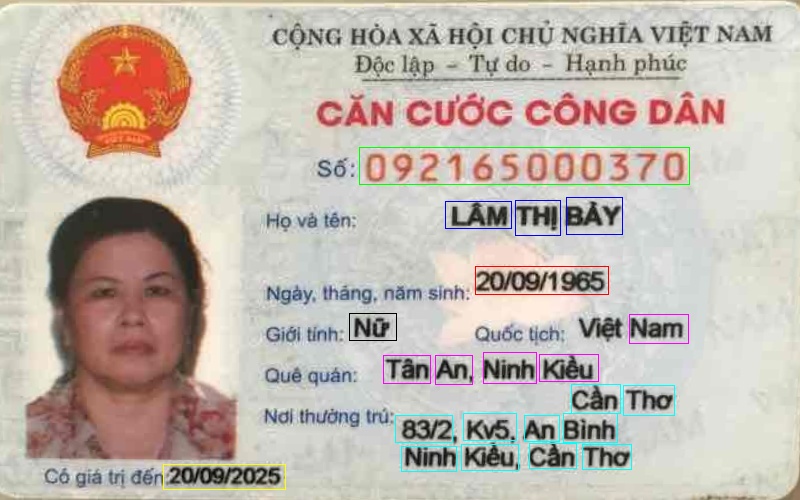 CỘNG HÒA XÃ HỘI CHỦ NGHĨA VIỆT NAM
Độc lập – Tự do – Hạnh phúc
CĂN CƯỚC CÔNG DÂN
Số: 092165000370
Họ và tên: LÂM THỊ BẢY
Ngày, tháng, năm sinh: 20/09/1965
Giới tính: Nữ Quốc tịch: Việt Nam
Quê quán: Tân An, Ninh Kiều
Cần Thơ
Nơi thường trú: 83/2, Kv5, An Bình
Ninh Kiều, Cần Thơ
Có giá trị đến: 20/09/2025